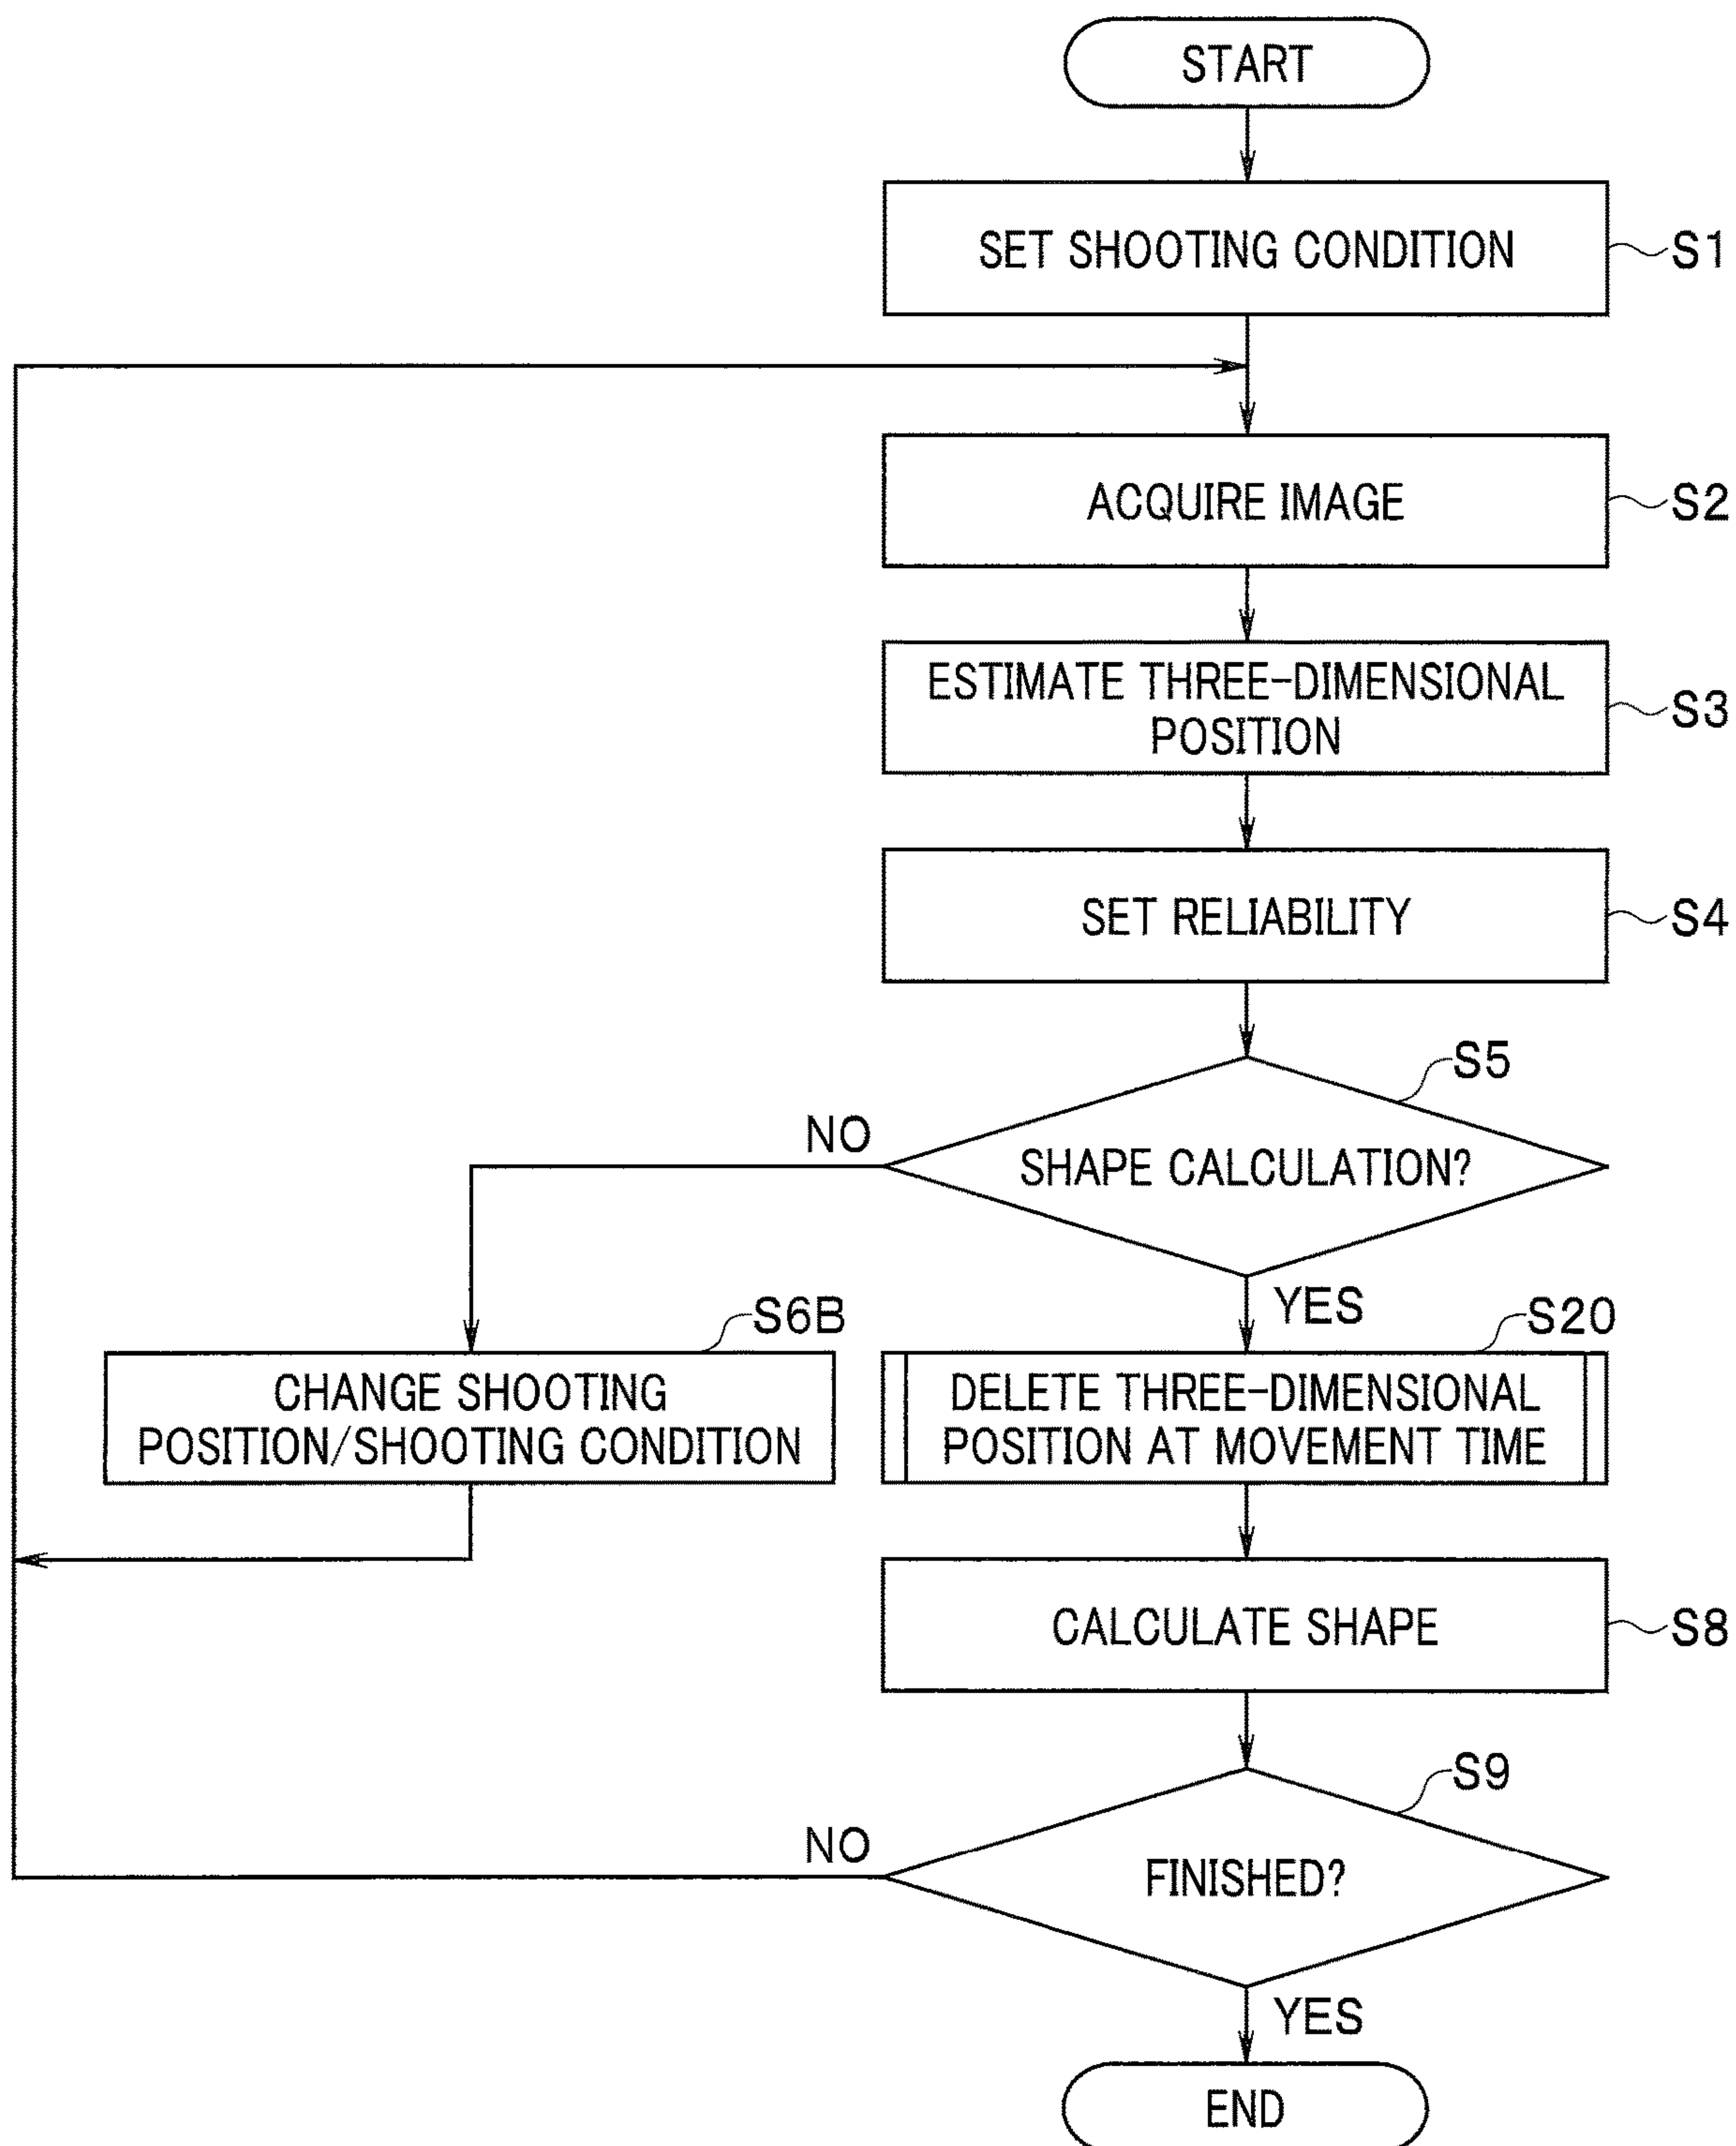 START
SET SHOOTING CONDITION
S1
ACQUIRE IMAGE
S2
ESTIMATE THREE-DIMENSIONAL
POSITION
S3
SET RELIABILITY
S4
S5
NO
SHAPE CALCULATION?
YES
S6B
CHANGE SHOOTING
POSITION/SHOOTING CONDITION
S20
DELETE THREE-DIMENSIONAL
POSITION AT MOVEMENT TIME
CALCULATE SHAPE
S8
S9
NO
FINISHED?
YES
END